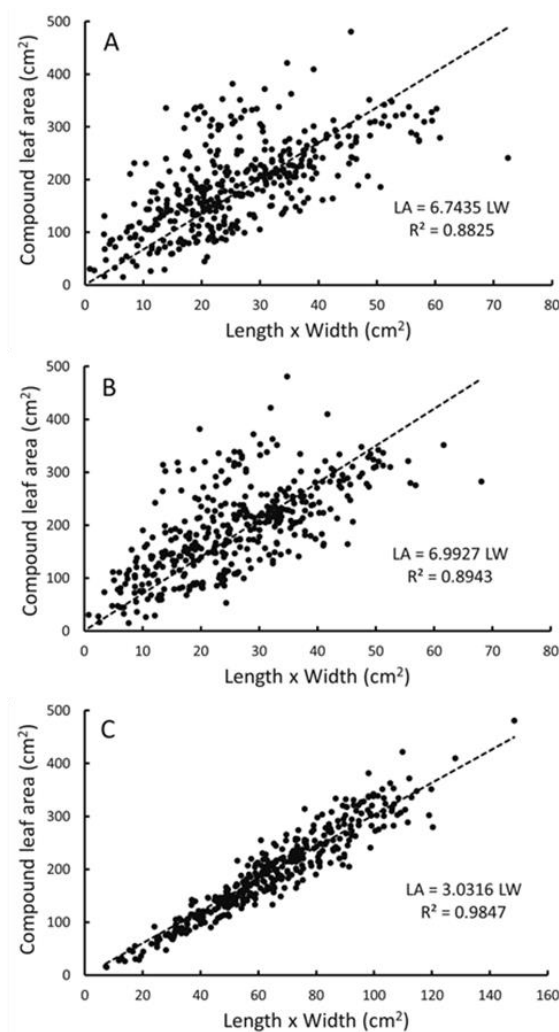 A
Compound leaf area (cm²)
500
400
300
200
100
0
LA = 6.7435 LW
R² = 0.8825
0 10 20 30 40 50 60 70 80
Length x Width (cm²)
B
Compound leaf area (cm²)
500
400
300
200
100
0
LA = 6.9927 LW
R² = 0.8943
0 10 20 30 40 50 60 70 80
Length x Width (cm²)
C
Compound leaf area (cm²)
500
400
300
200
100
0
LA = 3.0316 LW
R² = 0.9847
0 20 40 60 80 100 120 140 160
Length x Width (cm²)